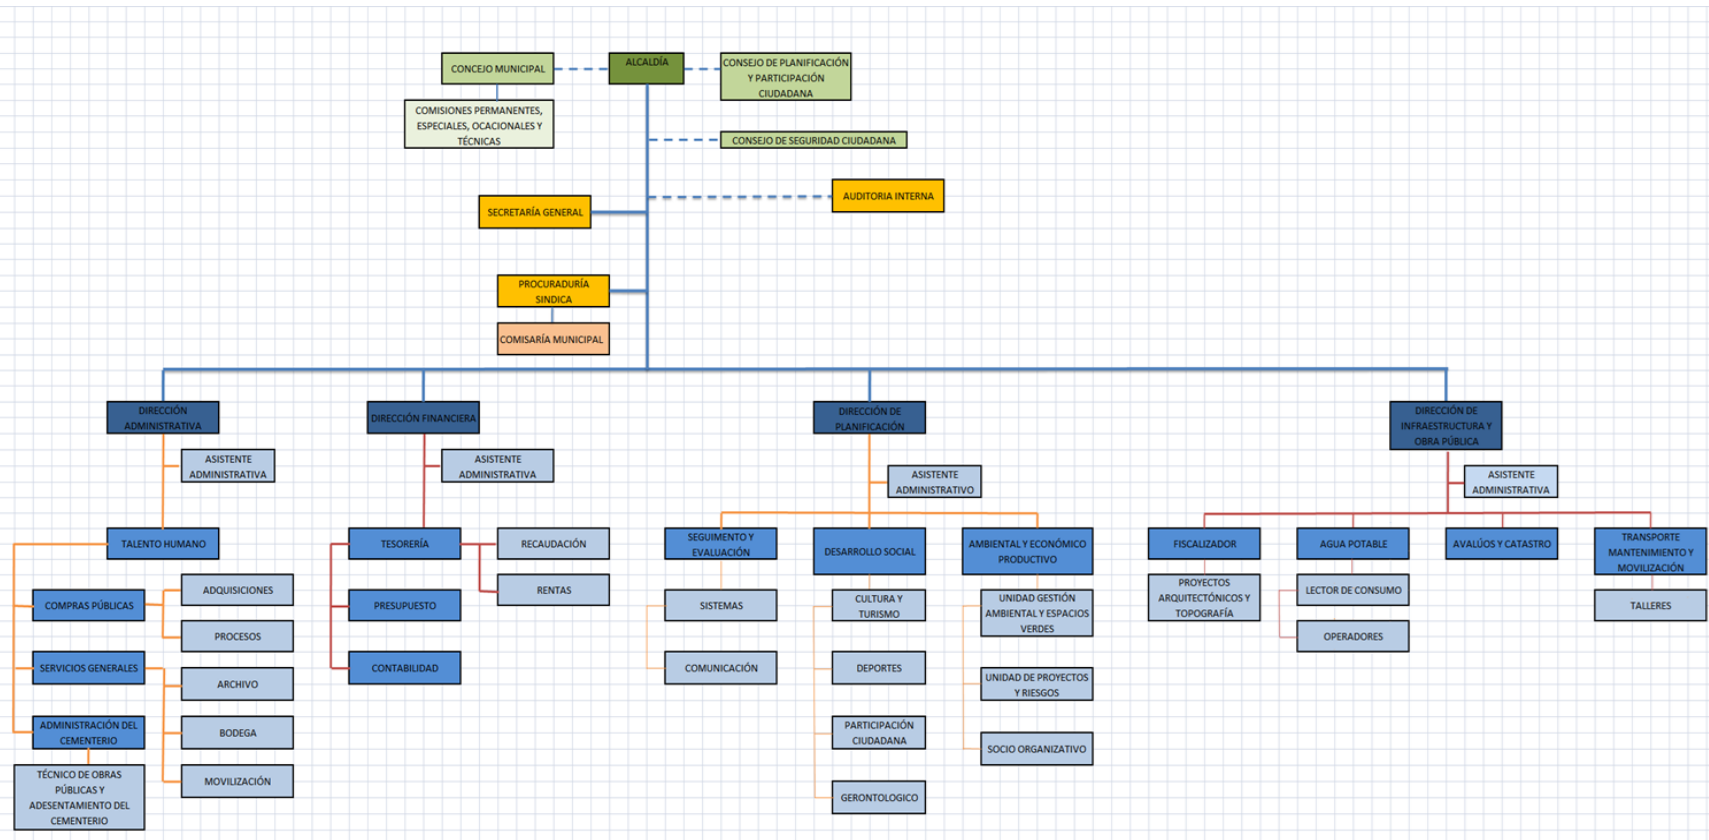 CONCEJO MUNICIPAL
ALCALDÍA
CONSEJO DE PLANIFICACIÓN
Y PARTICIPACIÓN
CIUDADANA
COMISIONES PERMANENTES,
ESPECIALES, OCACIONALES Y
TÉCNICAS
CONSEJO DE SEGURIDAD CIUDADANA
AUDITORIA INTERNA
SECRETARÍA GENERAL
PROCURADURÍA
SINDICA
COMISARÍA MUNICIPAL
DIRECCIÓN
ADMINISTRATIVA
DIRECCIÓN FINANCIERA
DIRECCIÓN DE
PLANIFICACIÓN
DIRECCIÓN DE
INFRAESTRUCTURA Y
OBRA PÚBLICA
ASISTENTE
ADMINISTRATIVA
ASISTENTE
ADMINISTRATIVA
ASISTENTE
ADMINISTRATIVO
ASISTENTE
ADMINISTRATIVA
TALENTO HUMANO
TESORERÍA
RECAUDACIÓN
SEGUIMENTO Y
EVALUACIÓN
DESARROLLO SOCIAL
AMBIENTAL Y ECONÓMICO
PRODUCTIVO
FISCALIZADOR
AGUA POTABLE
AVALÚOS Y CATASTRO
TRANSPORTE
MANTENIMIENTO Y
MOVILIZACIÓN
COMPRAS PÚBLICAS
ADQUISICIONES
PROCESOS
PRESUPUESTO
RENTAS
SISTEMAS
CULTURA Y
TURISMO
UNIDAD GESTIÓN
AMBIENTAL Y ESPACIOS
VERDES
PROYECTOS
ARQUITECTÓNICOS Y
TOPOGRAFÍA
LECTOR DE CONSUMO
OPERADORES
TALLERES
SERVICIOS GENERALES
ARCHIVO
CONTABILIDAD
COMUNICACIÓN
DEPORTES
UNIDAD DE PROYECTOS
Y RIESGOS
ADMINISTRACIÓN DEL
CEMENTERIO
BODEGA
PARTICIPACIÓN
CIUDADANA
SOCIO ORGANIZATIVO
TÉCNICO DE OBRAS
PÚBLICAS Y
ADESENTAMIENTO DEL
CEMENTERIO
MOVILIZACIÓN
GERONTOLOGICO